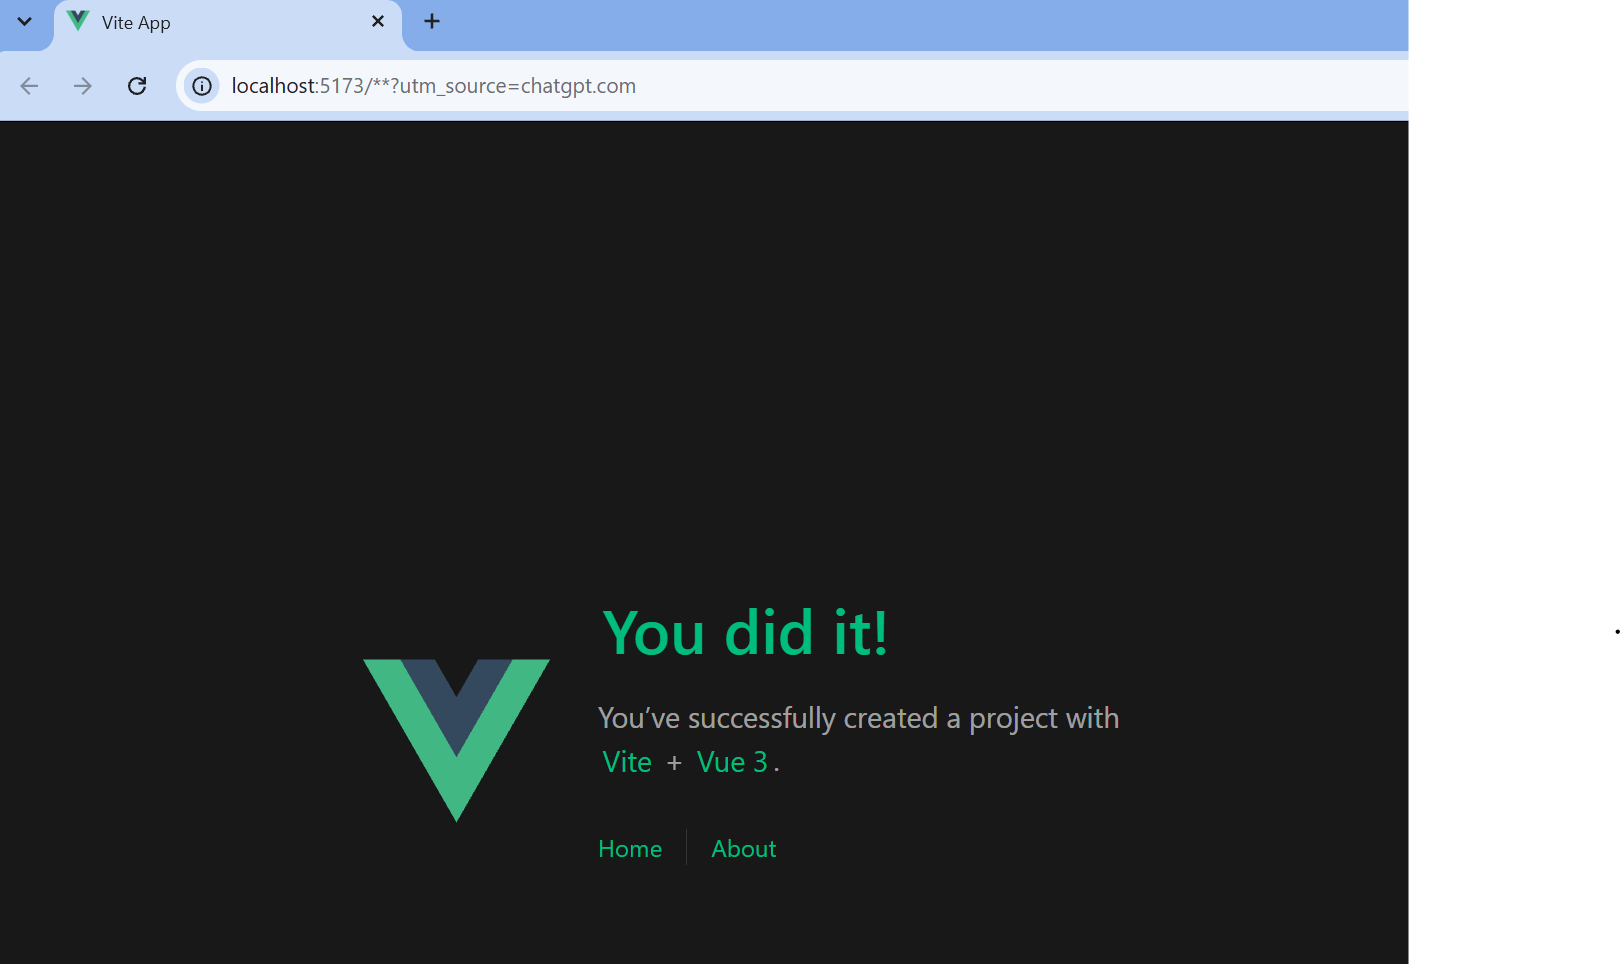 Vite App
localhost:5173/**?utm_source=chatgpt.com
You did it!
You’ve successfully created a project with
Vite + Vue 3.
Home
About
.